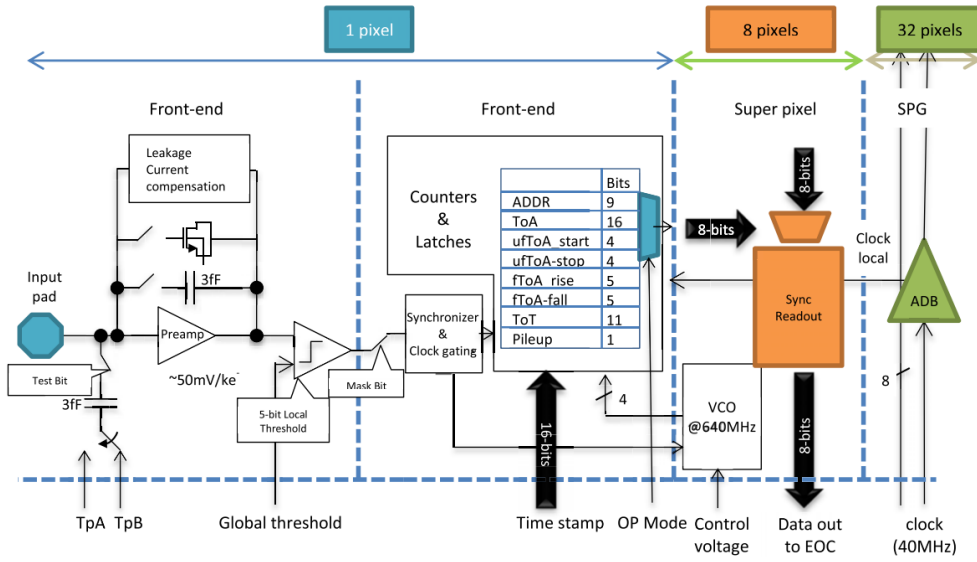 1 pixel
8 pixels
32 pixels
Front-end
Front-end
Super pixel
SPG
Leakage
Current
compensation
3fF
Input
pad
Preamp
~50mV/ke-
Test Bit
3fF
TpA
TpB
5-bit Local
Threshold
Mask Bit
Global threshold
Synchronizer
&
Clock gating
Counters
&
Latches
Bits
ADDR 9
ToA 16
ufToA_start 4
ufToA-stop 4
fToA_rise 5
fToA-fall 5
ToT 11
Pileup 1
16-bits
Time stamp
OP Mode
4
8-bits
8-bits
Sync
Readout
Clock
local
VCO
@640MHz
Control
voltage
8-bits
Data out
to EOC
ADB
8
clock
(40MHz)